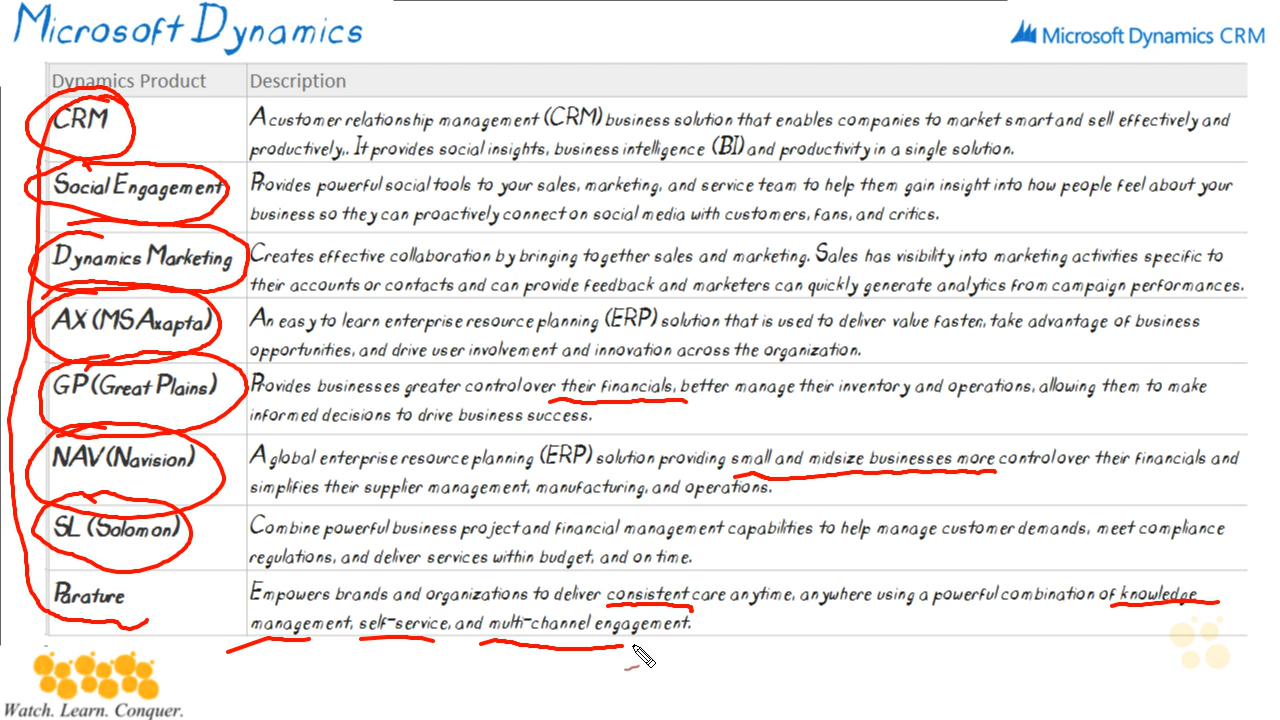 Microsoft Dynamics
Microsoft Dynamics CRM
Dynamics Product Description
CRM
A customer relationship management (CRM) business solution that enables companies to market smart and sell effectively and
productively,. It provides social insights, business intelligence (BI) and productivity in a single solution.
Social Engagement
Provides powerful social tools to your sales, marketing, and service team to help them gain insight into how people feel about your
business so they can proactively connect on social media with customers, fans, and critics.
Dynamics Marketing
Creates effective collaboration by bringing together sales and marketing. Sales has visibility into marketing activities specific to
their accounts or contacts and can provide feedback and marketers can quickly generate analytics from campaign performances.
AX (MS Axapta)
An easy to learn enterprise resource planning (ERP) solution that is used to deliver value faster, take advantage of business
opportunities, and drive user involvement and innovation across the organization.
GP (Great Plains)
Provides businesses greater control over their financials, better manage their inventory and operations, allowing them to make
informed decisions to drive business success.
NAV (Navision)
A global enterprise resource planning (ERP) solution providing small and midsize businesses more control over their financials and
simplifies their supplier management, manufacturing, and operations.
SL (Solomon)
Combine powerful business project and financial management capabilities to help manage customer demands, meet compliance
regulations, and deliver services within budget, and on time.
Parature
Empowers brands and organizations to deliver consistent care anytime, anywhere using a powerful combination of knowledge
management, self-service, and multi-channel engagement.
Watch. Learn. Conquer.